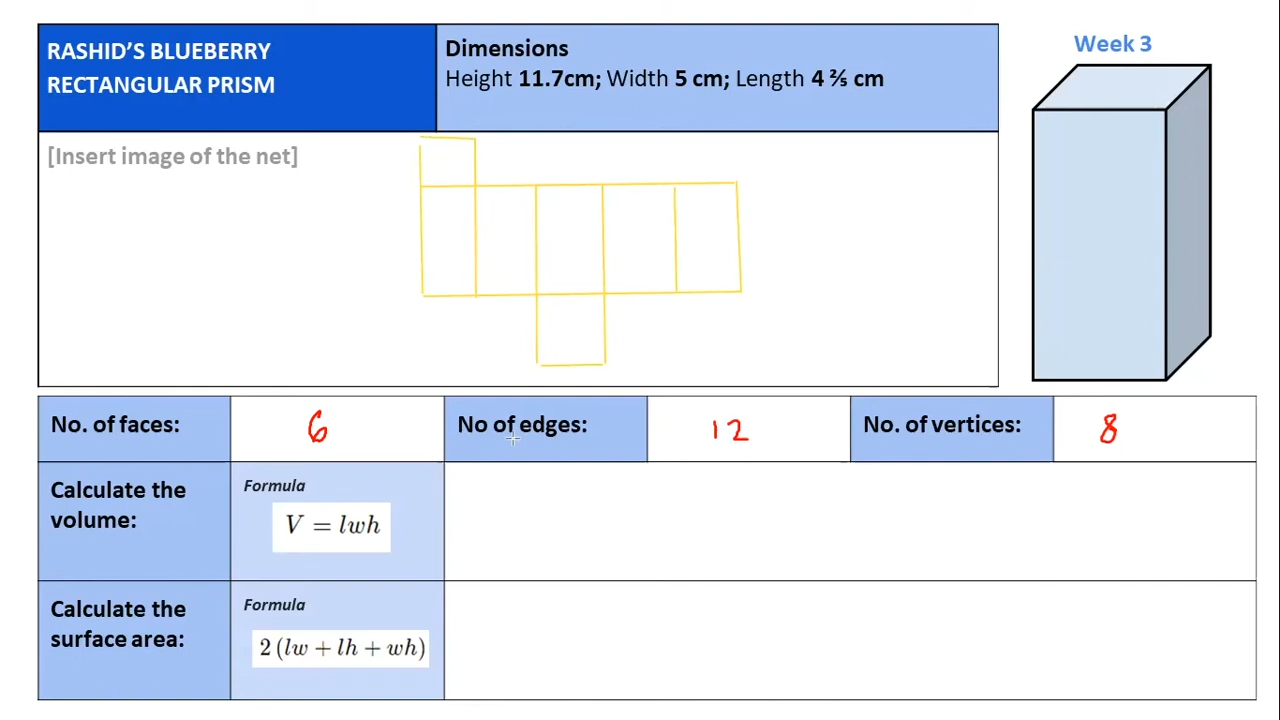 RASHID’S BLUEBERRY
RECTANGULAR PRISM
Dimensions
Height 11.7cm; Width 5 cm; Length 4 ⅖ cm
Week 3
[Insert image of the net]
No. of faces:
6
No of edges:
12
No. of vertices:
8
Calculate the
volume:
Formula
V = lwh
Calculate the
surface area:
Formula
2 (lw + lh + wh)